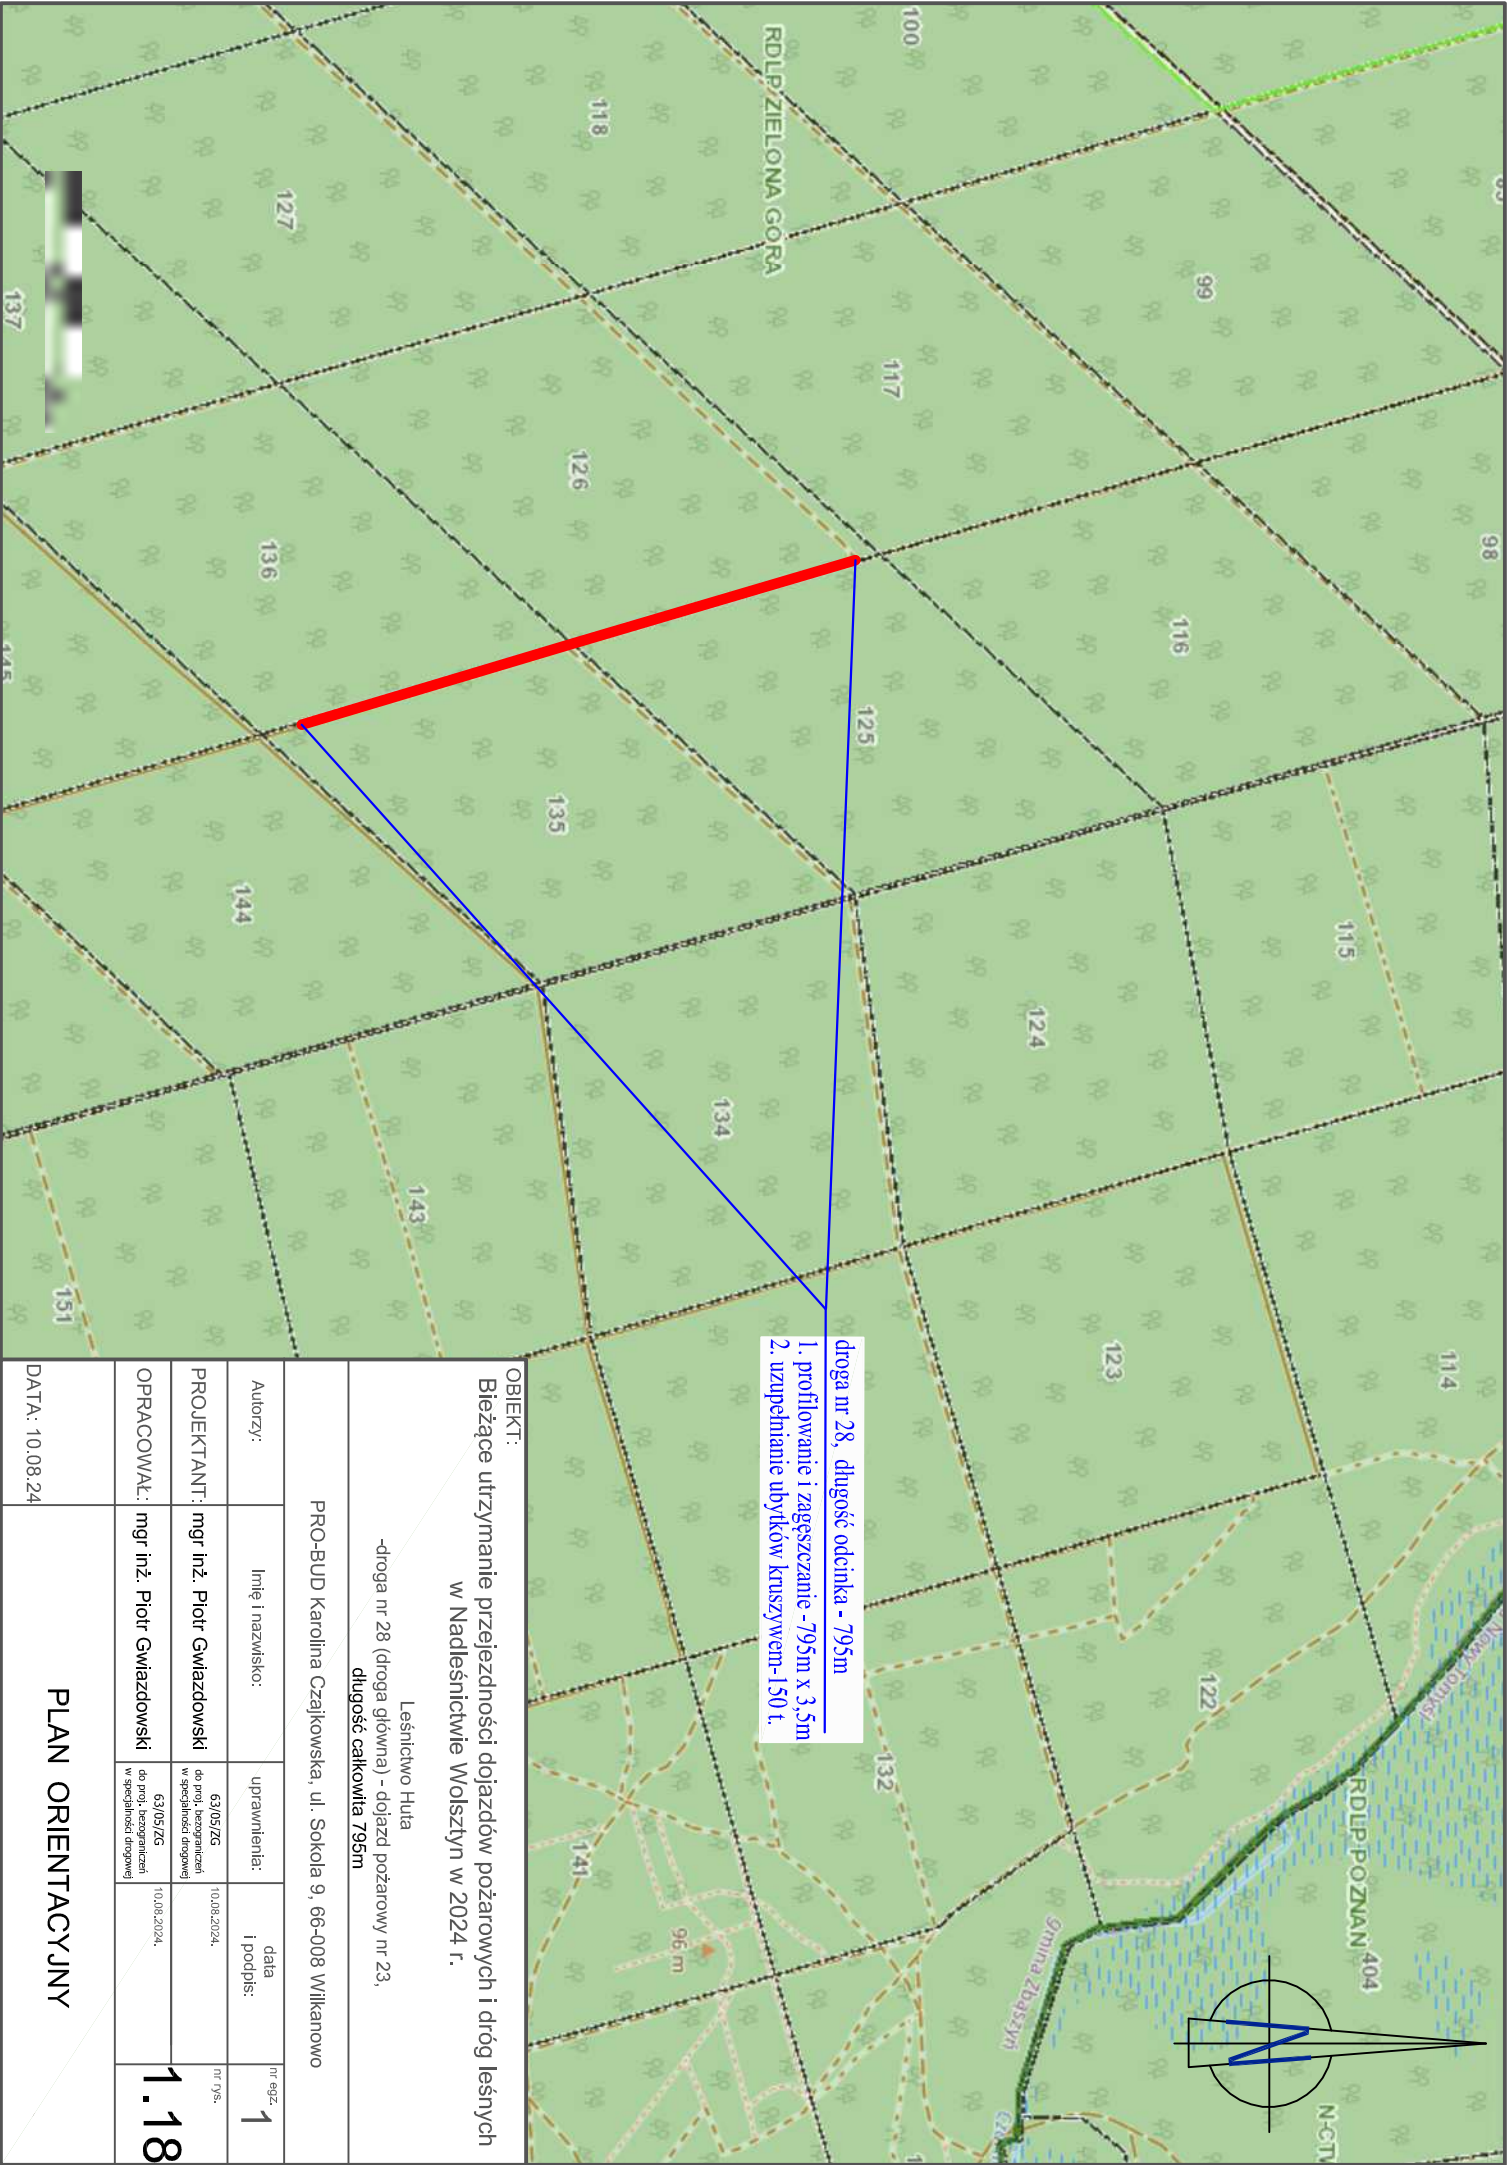 100
99
98
RDLP ZIELONA GÓRA
118
117
116
115
114
127
126
125
124
123
122
137
136
135
134
132
145
144
143
141
151
404
RDLP POZNAŃ
Nowy Tomyśl
gmina Zbąszyń
96 m
N
droga nr 28, długość odcinka - 795m
1. profilowanie i zagęszczanie -795m x 3,5m
2. uzupełnianie ubytków kruszywem-150 t.
OBIEKT:
Bieżące utrzymanie przejezdności dojazdów pożarowych i dróg leśnych
w Nadleśnictwie Wolsztyn w 2024 r.
Leśnictwo Huta
-droga nr 28 (droga główna) - dojazd pożarowy nr 23,
długość całkowita 795m
PRO-BUD Karolina Czajkowska, ul. Sokola 9, 66-008 Wilkanowo
Autorzy:
Imię i nazwisko:
uprawnienia:
data
i podpis:
nr egz.
1
PROJEKTANT:
mgr inż. Piotr Gwiazdowski
63/05/ZG
do proj. bezograniczeń
w specjalności drogowej
10.08.2024.
nr rys.
1.18
OPRACOWAŁ:
mgr inż. Piotr Gwiazdowski
63/05/ZG
do proj. bezograniczeń
w specjalności drogowej
10.08.2024.
DATA: 10.08.24
PLAN ORIENTACYJNY